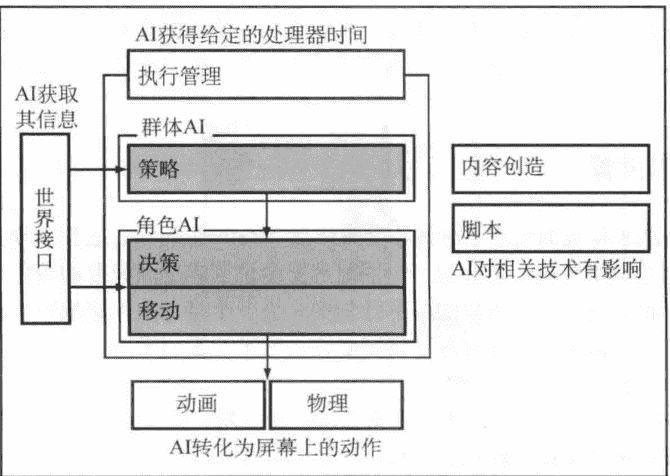 AI获得给定的处理器时间
执行管理
AI获取
其信息
群体AI
策略
世界接口
角色AI
决策
移动
内容创造
脚本
AI对相关技术有影响
动画
物理
AI转化为屏幕上的动作